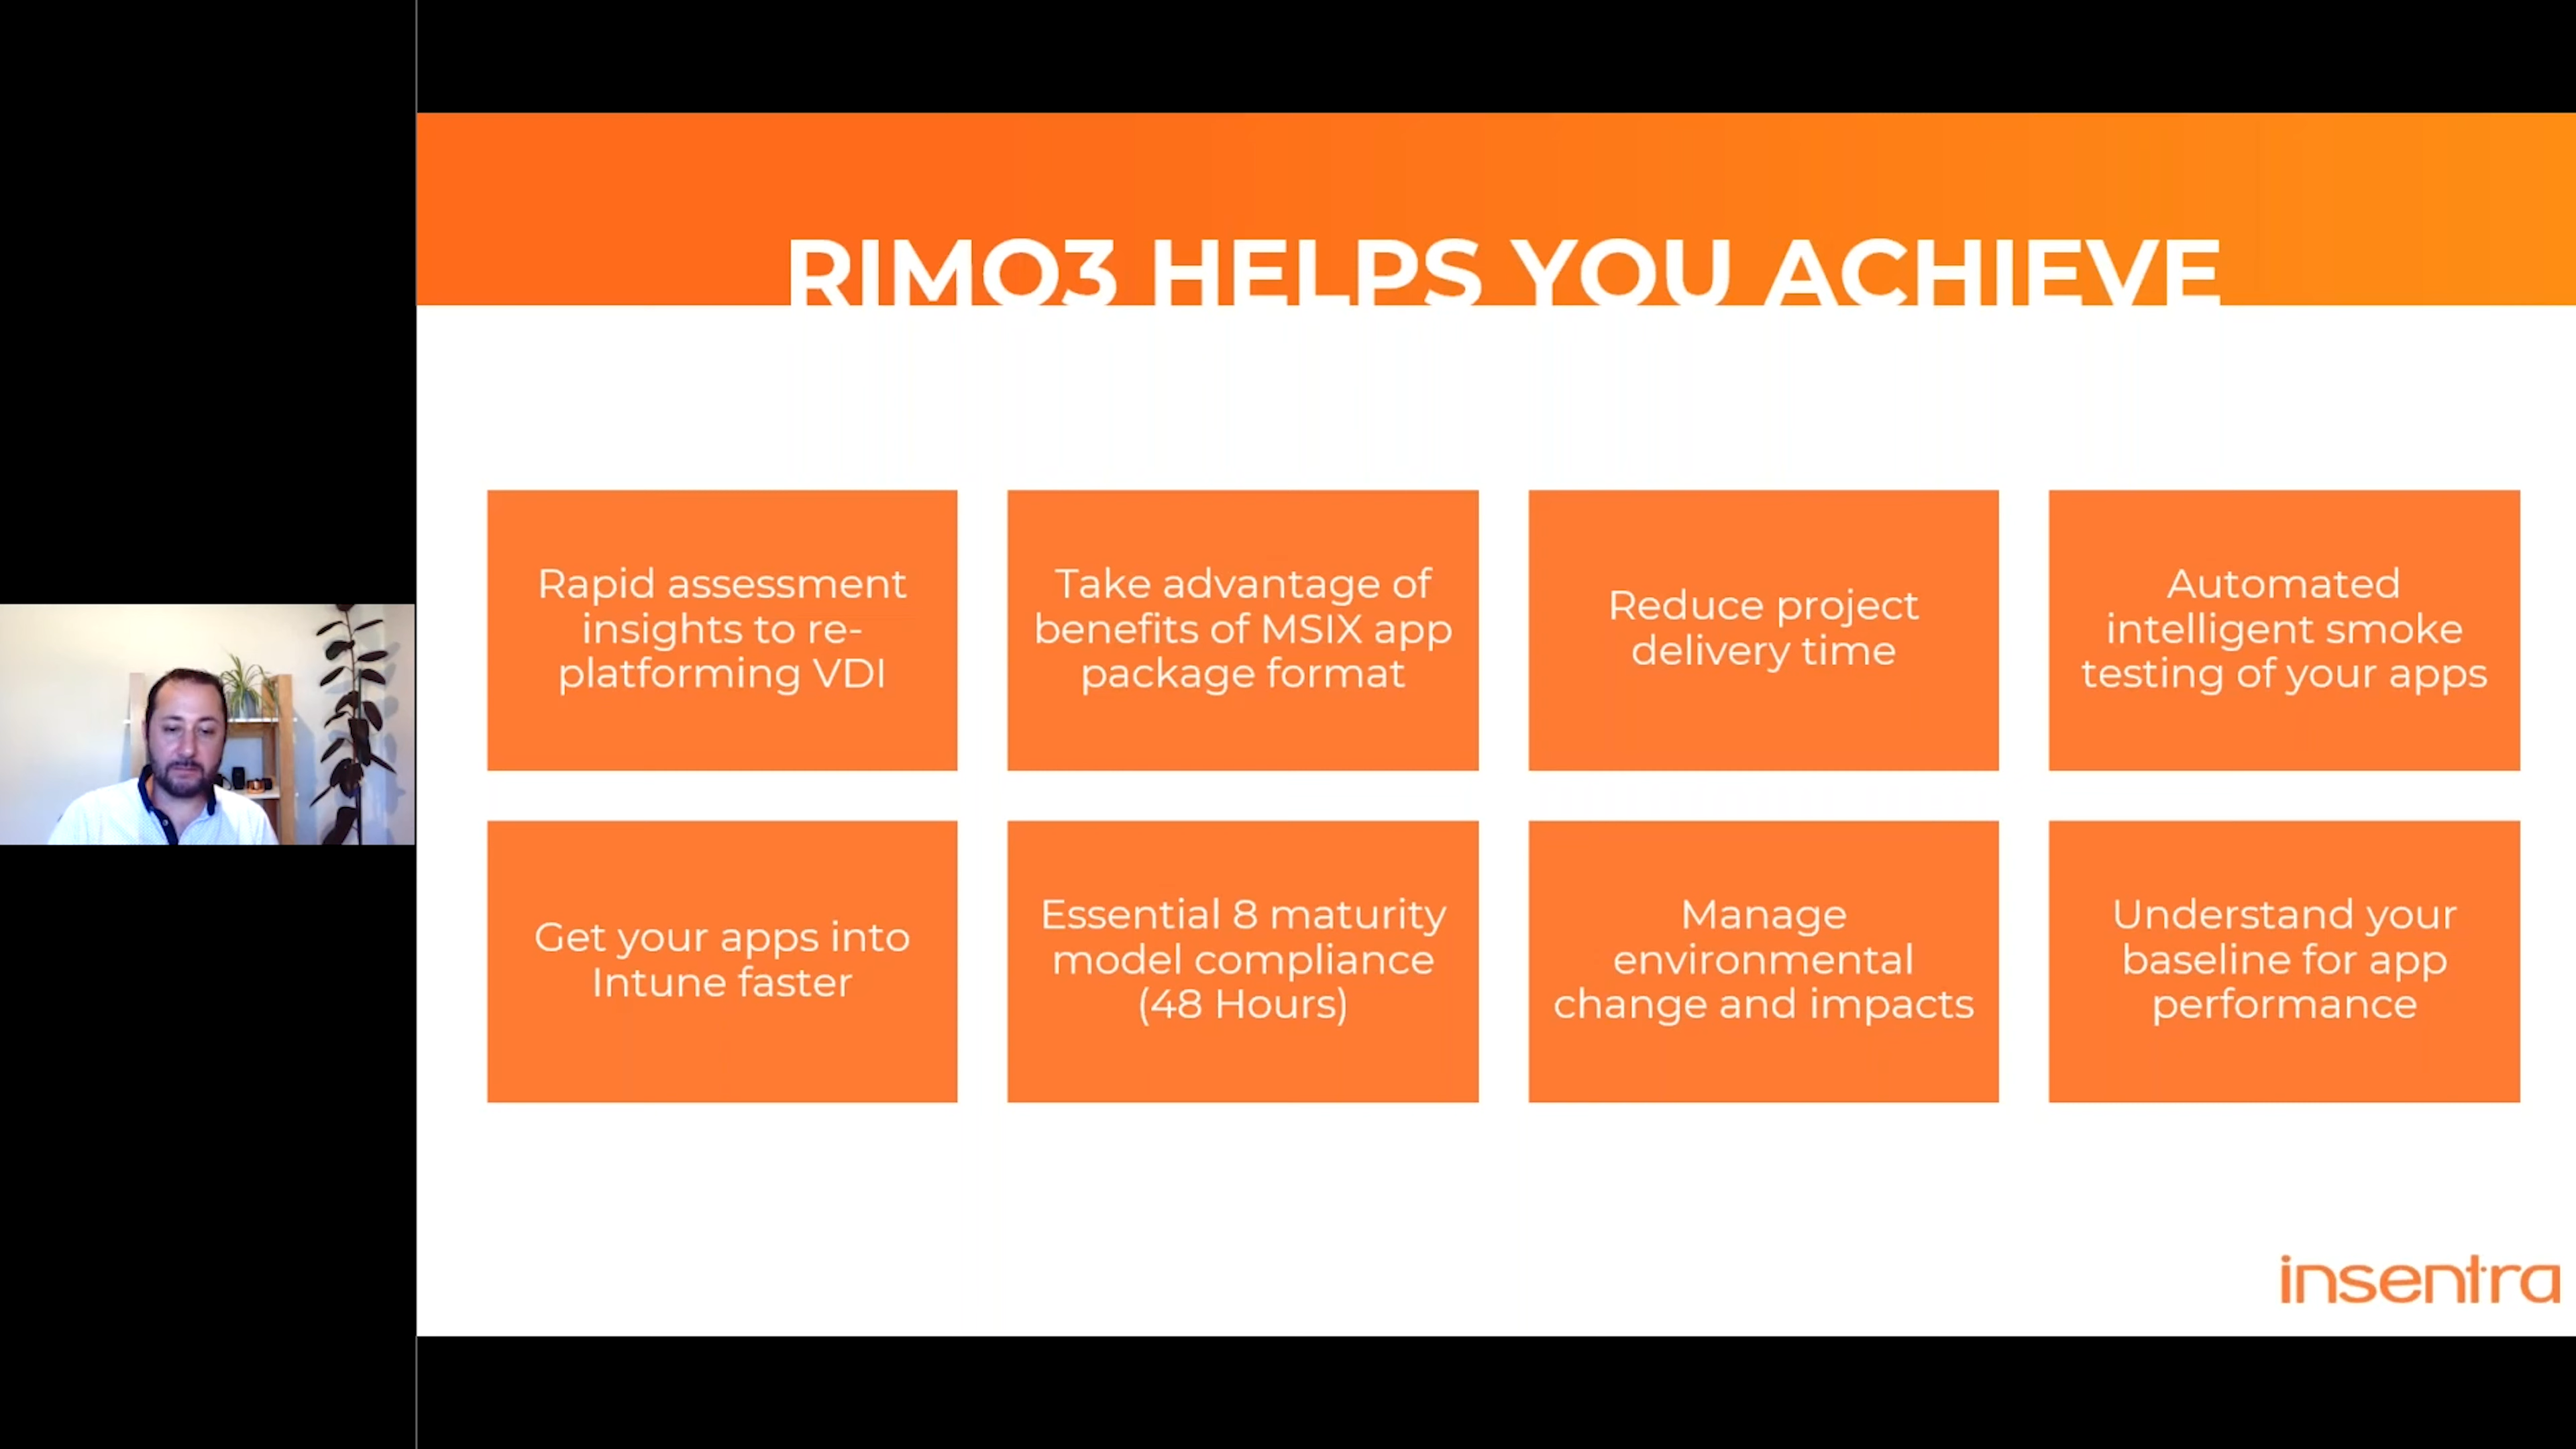 RIMO3 HELPS YOU ACHIEVE
Rapid assessment
insights to re-
platforming VDI
Take advantage of
benefits of MSIX app
package format
Reduce project
delivery time
Automated
intelligent smoke
testing of your apps
Get your apps into
Intune faster
Essential 8 maturity
model compliance
(48 Hours)
Manage
environmental
change and impacts
Understand your
baseline for app
performance
insentra